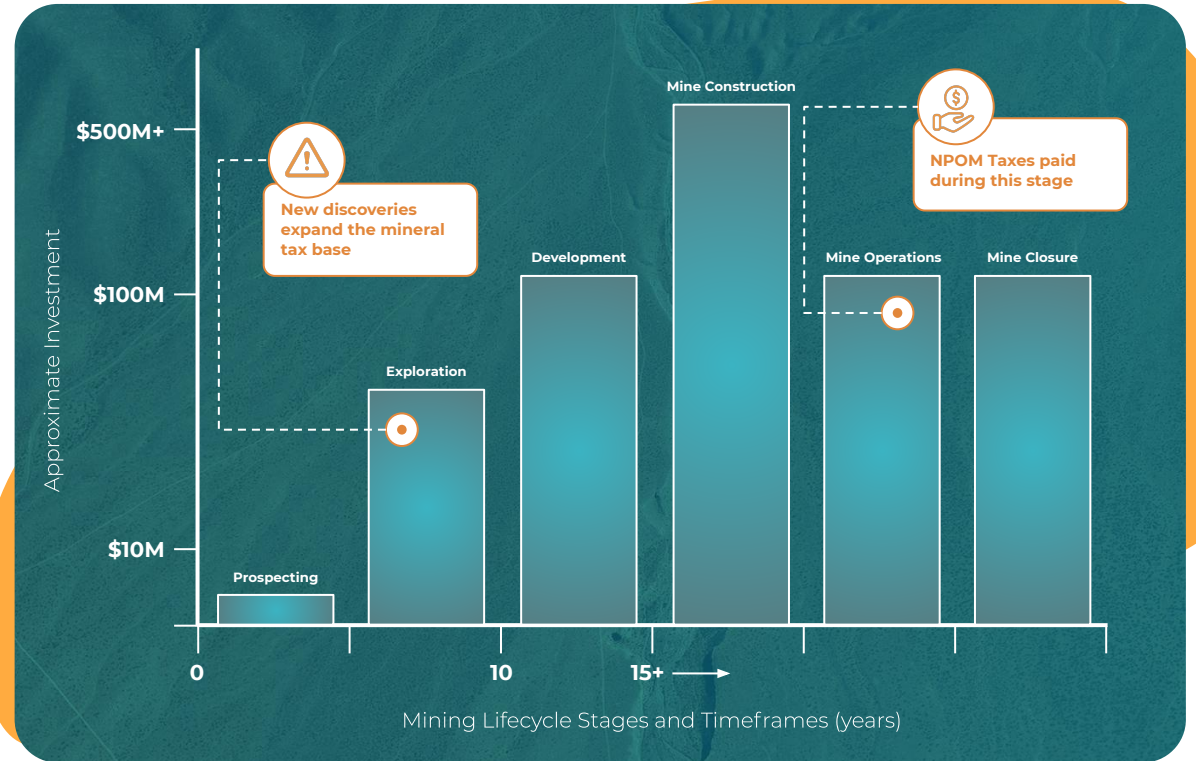 Approximate Investment
$500M+
$100M
$10M
New discoveries
expand the mineral
tax base
NPOM Taxes paid
during this stage
$
Prospecting
Exploration
Development
Mine Construction
Mine Operations
Mine Closure
0
10
15+
Mining Lifecycle Stages and Timeframes (years)